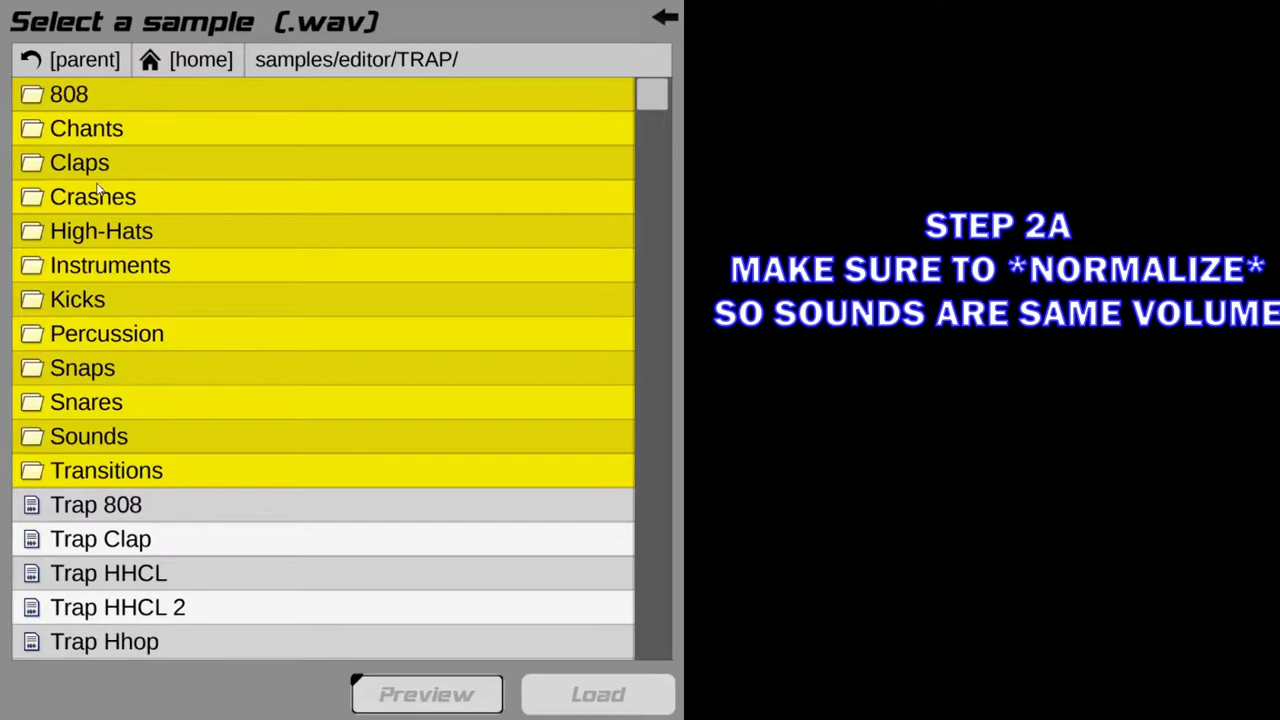 Select a sample (.wav)
[parent] [home] samples/editor/TRAP/
808
Chants
Claps
Crashes
High-Hats
Instruments
Kicks
Percussion
Snaps
Snares
Sounds
Transitions
Trap 808
Trap Clap
Trap HHCL
Trap HHCL 2
Trap Hhop
Preview Load
STEP 2A
MAKE SURE TO *NORMALIZE*
SO SOUNDS ARE SAME VOLUME